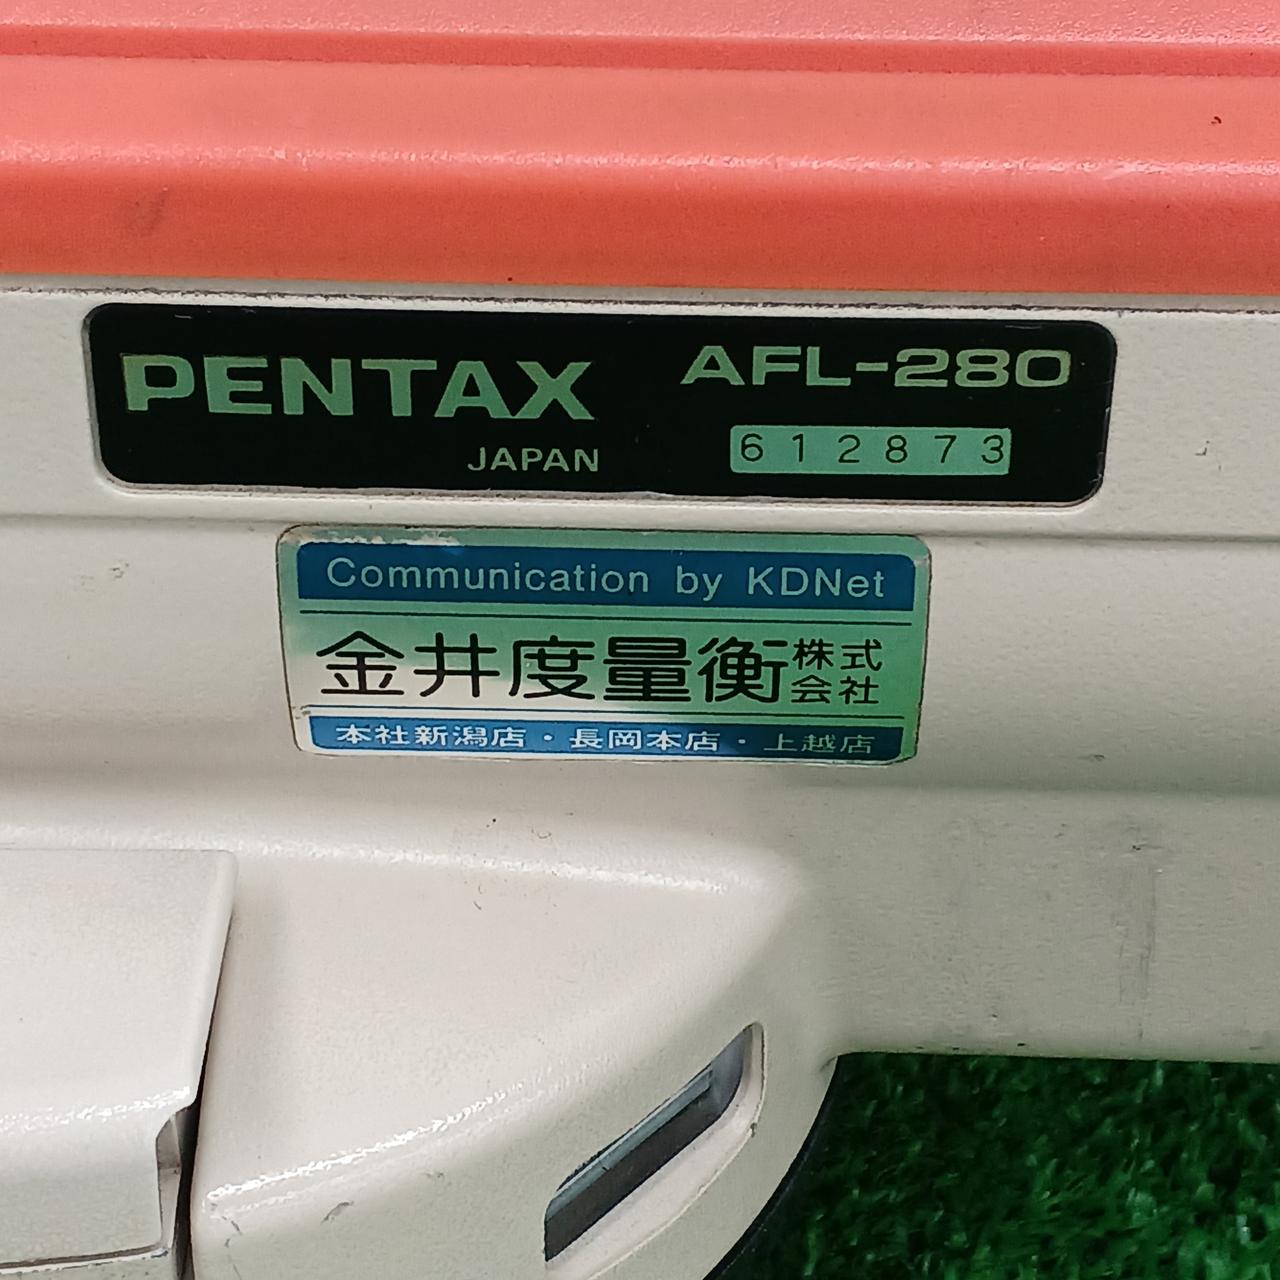 PENTAX AFL-280
JAPAN 612873
Communication by KDNet
金井度量衡株式会社
本社新潟店・長岡本店・上越店